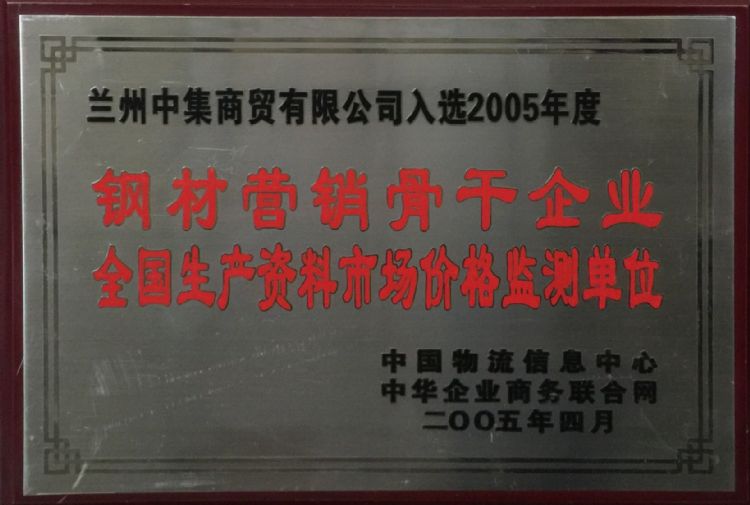 兰州中集商贸有限公司入选2005年度
钢材营销骨干企业
全国生产资料市场价格监测单位
中国物流信息中心
中华企业商务联合网
二〇〇五年四月